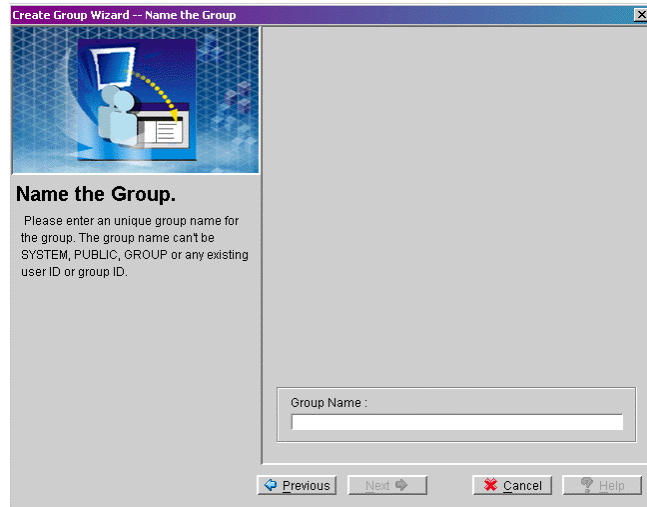 Create Group Wizard -- Name the Group
Name the Group.
Please enter an unique group name for
the group. The group name can't be
SYSTEM, PUBLIC, GROUP or any existing
user ID or group ID.
Group Name :
Previous
Next
Cancel
Help